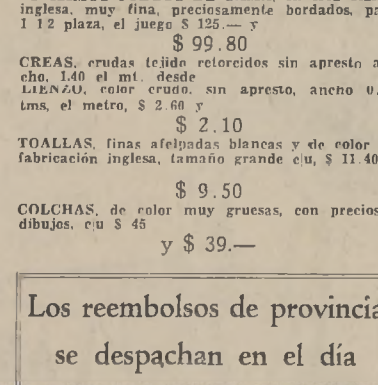 inglesa, muy fina, preciosamente bordados, pa
1 1 2 plaza, el juego $ 125.— y
$ 99.80
CREAS, crudas tejido retorcidos sin apresto a
cho, 1.40 el mt. desde
LIENZO, color crudo, sin apresto, ancho 0.
tms, el metro, $ 2.60 y
$ 2.10
TOALLAS, finas afelpadas blancas y de color
fabricación inglesa, tamaño grande c|u, $ 11.40
$ 9.50
COLCHAS, de color muy gruesas, con precios
dibujos, c|u $ 45
y $ 39.—
Los reembolsos de provincia
se despachan en el día